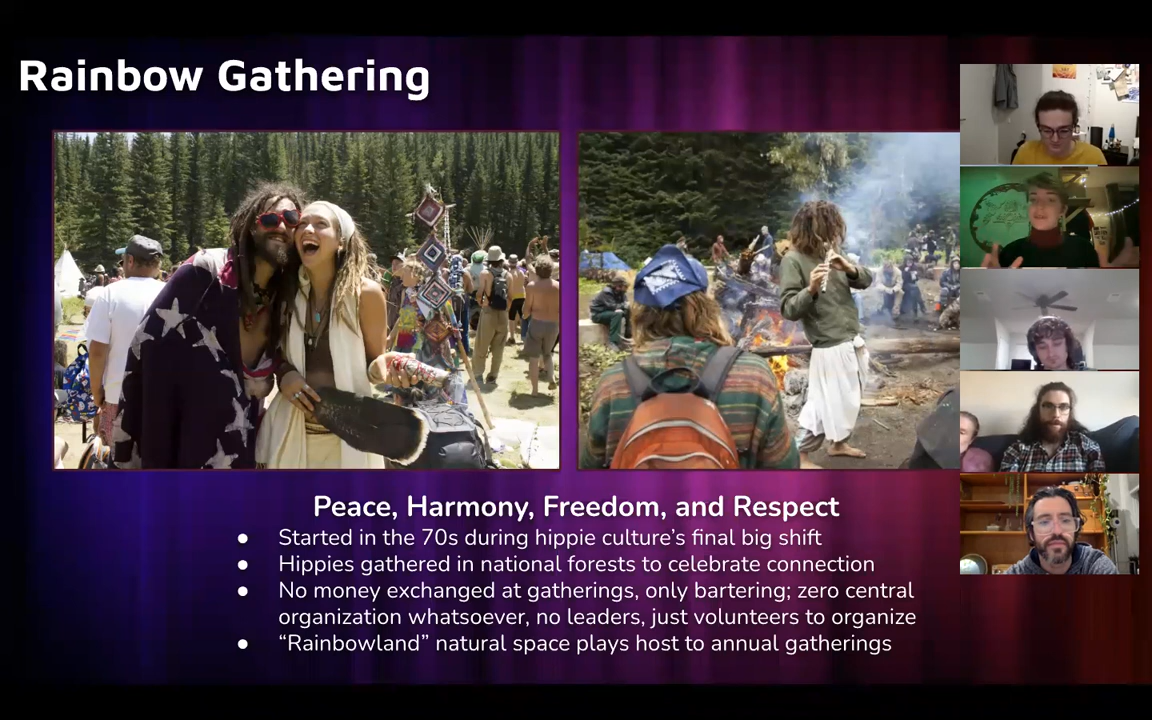 Rainbow Gathering
Peace, Harmony, Freedom, and Respect
● Started in the 70s during hippie culture’s final big shift
● Hippies gathered in national forests to celebrate connection
● No money exchanged at gatherings, only bartering; zero central
organization whatsoever, no leaders, just volunteers to organize
● “Rainbowland” natural space plays host to annual gatherings